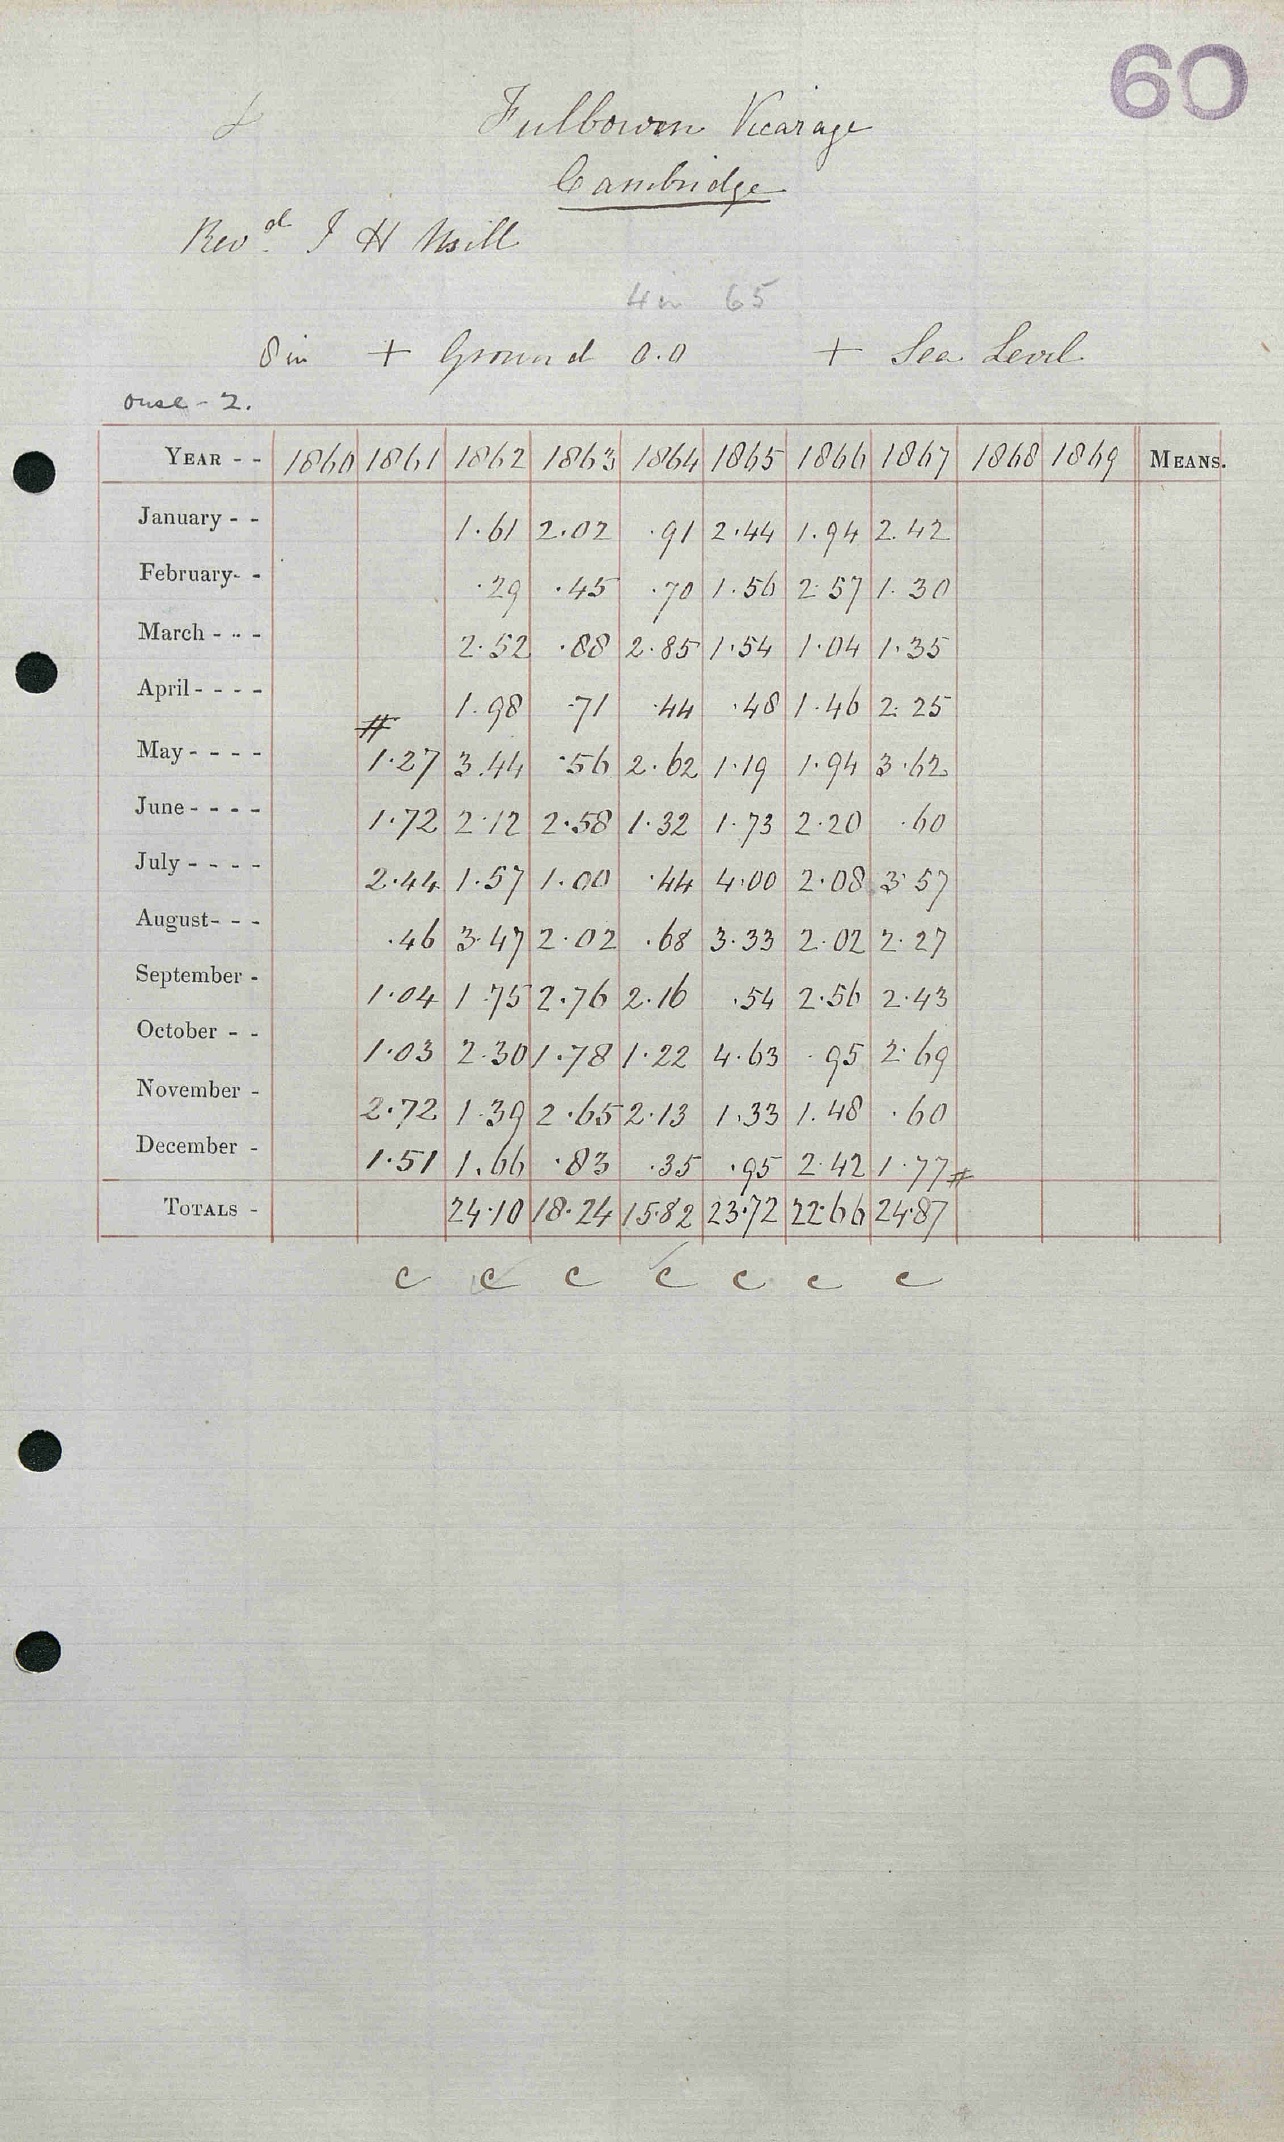 60
Fulbourn Vicarage
Cambridge
Revd. J H
4 in 65
8 in + Ground 0.0 + Sea Level
Ouse - 2.
YEAR - - 1860 1861 1862 1863 1864 1865 1866 1867 1868 1869 MEANS.
January - - 1.61 2.02 .91 2.44 1.94 2.42
February- - .29 .45 .70 1.56 2.57 1.30
March - - - 2.52 .88 2.85 1.54 1.04 1.35
April - - - - 1.98 .71 .44 .48 1.46 2.25
#
May - - - - 1.27 3.44 .56 2.62 1.19 1.94 3.62
June - - - - 1.72 2.12 2.58 1.32 1.73 2.20 .60
July - - - - 2.44 1.57 1.00 .44 4.00 2.08 3.57
August- - - .46 3.47 2.02 .68 3.33 2.02 2.27
September - 1.04 1.75 2.76 2.16 .54 2.56 2.43
October - - 1.03 2.30 1.78 1.22 4.63 .95 2.69
November - 2.72 1.39 2.65 2.13 1.33 1.48 .60
December - 1.51 1.66 .83 .35 .95 2.42 1.77 #
TOTALS - 24.10 18.24 15.82 23.72 22.66 24.87
c c c c c c c